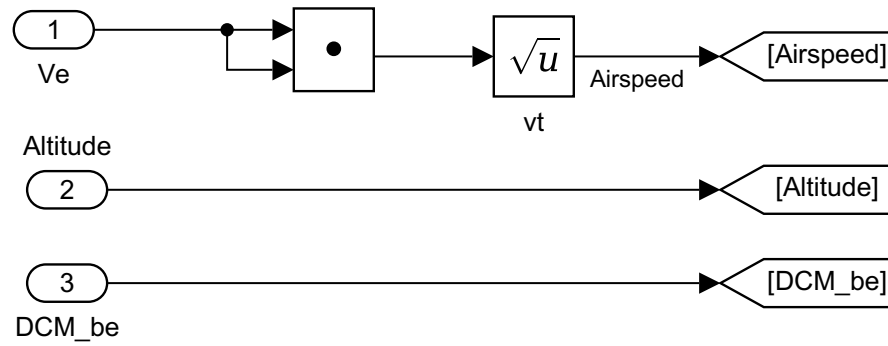 1
Ve
√u
vt
Airspeed
[Airspeed]
Altitude
2
[Altitude]
3
DCM_be
[DCM_be]